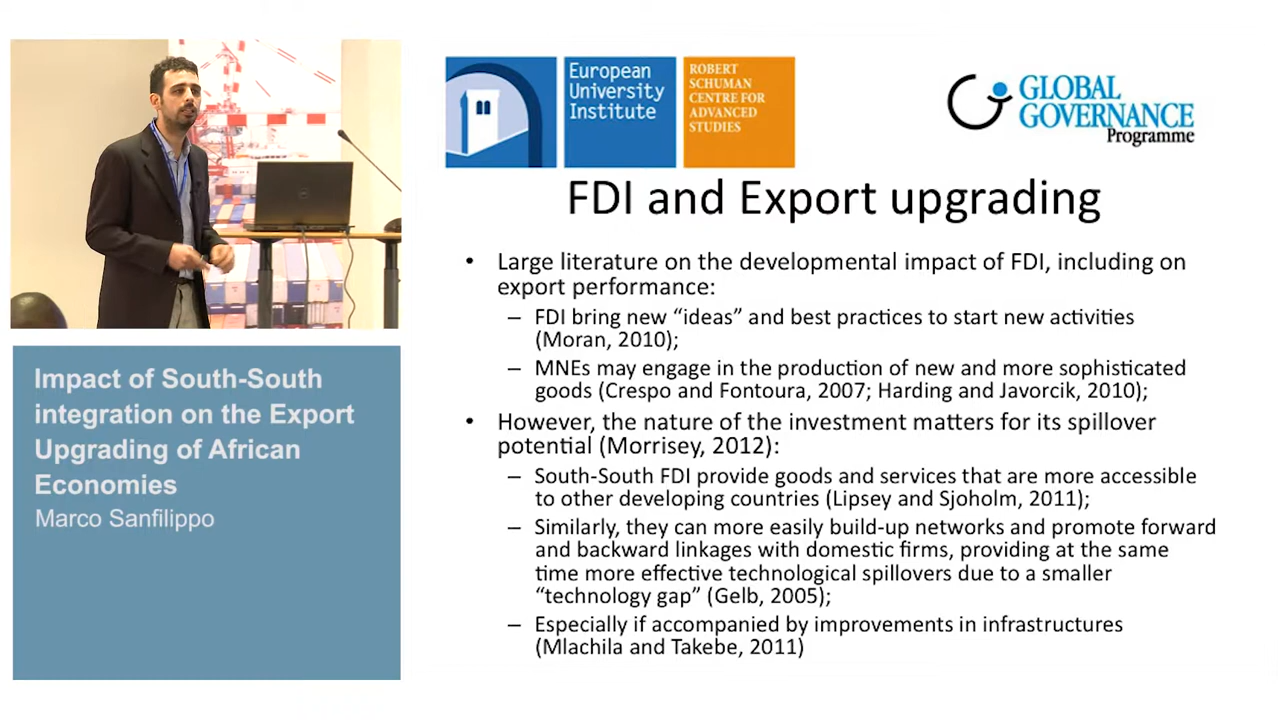 European
University
Institute
ROBERT
SCHUMAN
CENTRE FOR
ADVANCED
STUDIES
GLOBAL
GOVERNANCE
Programme
FDI and Export upgrading
• Large literature on the developmental impact of FDI, including on
export performance:
– FDI bring new “ideas” and best practices to start new activities
(Moran, 2010);
– MNEs may engage in the production of new and more sophisticated
goods (Crespo and Fontoura, 2007; Harding and Javorcik, 2010);
• However, the nature of the investment matters for its spillover
potential (Morrisey, 2012):
– South-South FDI provide goods and services that are more accessible
to other developing countries (Lipsey and Sjoholm, 2011);
– Similarly, they can more easily build-up networks and promote forward
and backward linkages with domestic firms, providing at the same
time more effective technological spillovers due to a smaller
“technology gap” (Gelb, 2005);
– Especially if accompanied by improvements in infrastructures
(Mlachila and Takebe, 2011)
Impact of South-South
integration on the Export
Upgrading of African
Economies
Marco Sanfilippo